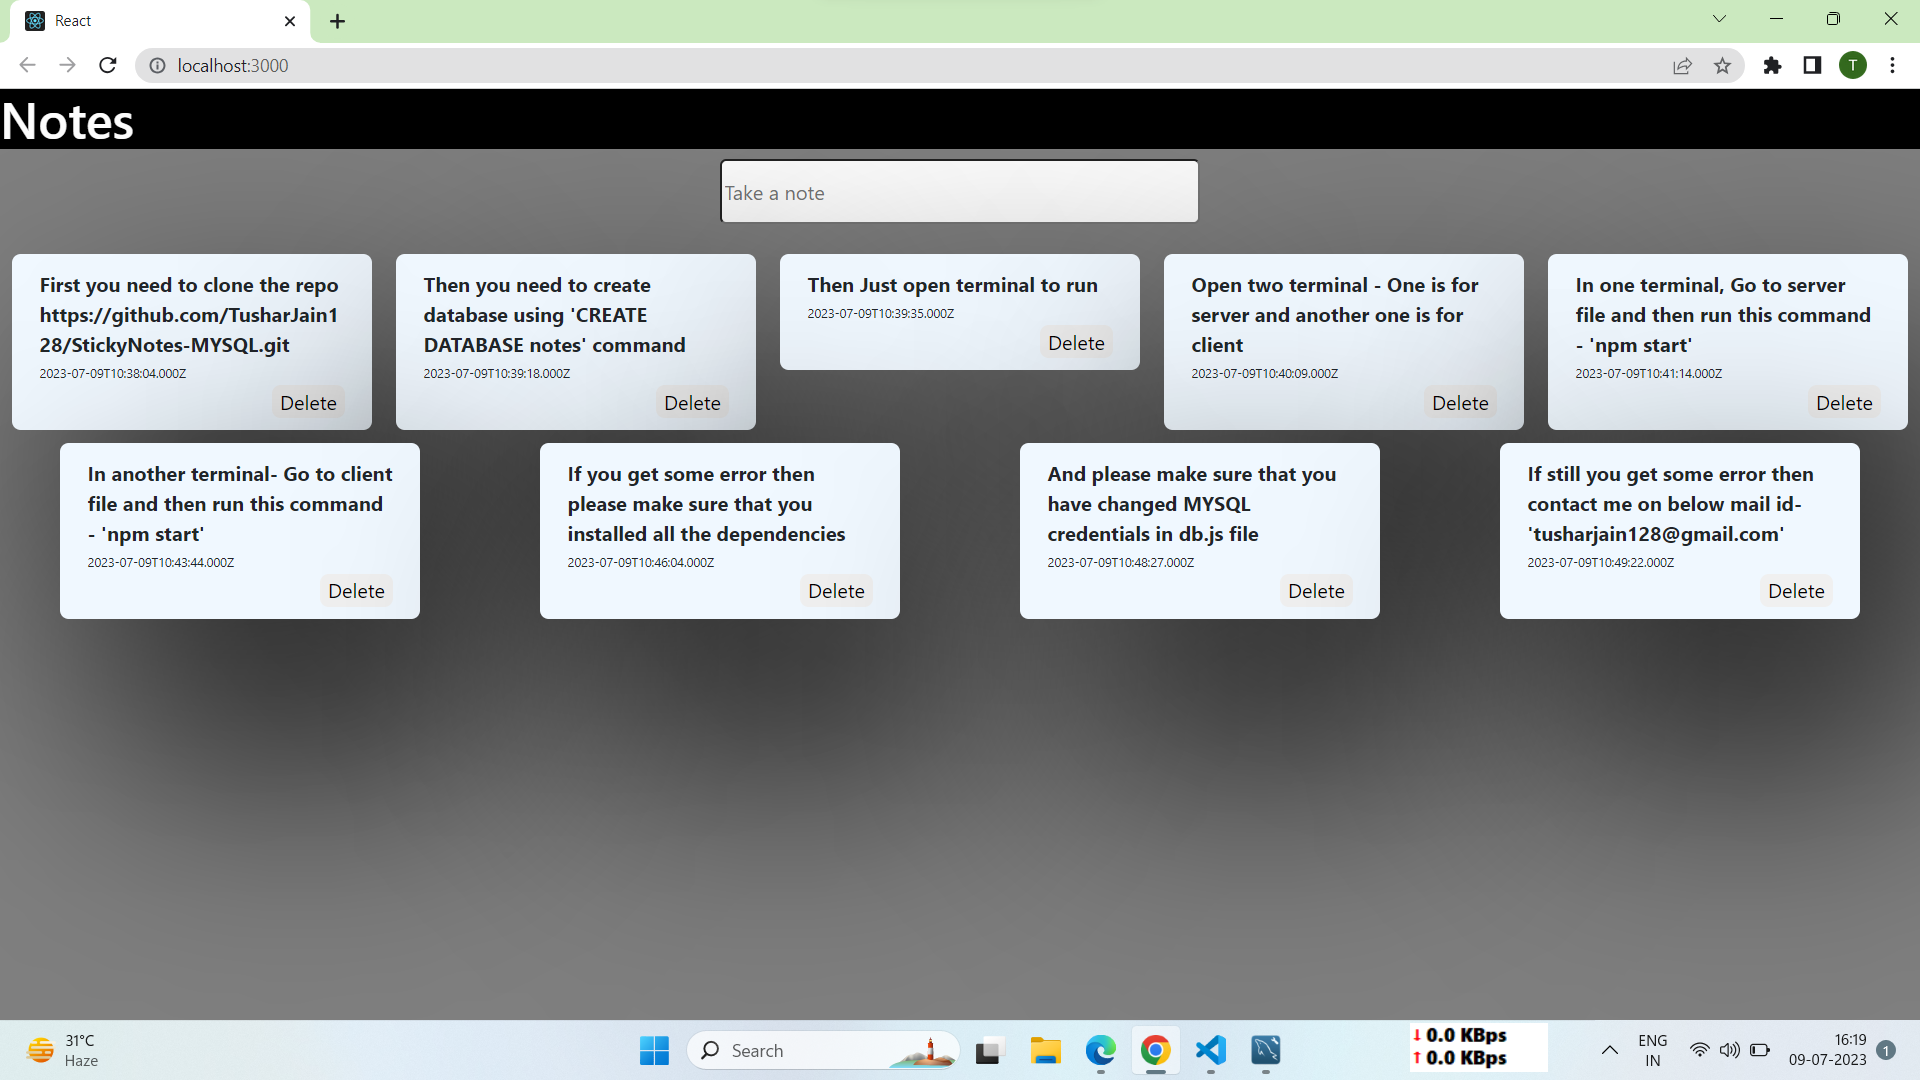 React
localhost:3000
T
Notes
Take a note
First you need to clone the repo
https://github.com/TusharJain1
28/StickyNotes-MYSQL.git
2023-07-09T10:38:04.000Z
Delete
Then you need to create
database using 'CREATE
DATABASE notes' command
2023-07-09T10:39:18.000Z
Delete
Then Just open terminal to run
2023-07-09T10:39:35.000Z
Delete
Open two terminal - One is for
server and another one is for
client
2023-07-09T10:40:09.000Z
Delete
In one terminal, Go to server
file and then run this command
- 'npm start'
2023-07-09T10:41:14.000Z
Delete
In another terminal- Go to client
file and then run this command
- 'npm start'
2023-07-09T10:43:44.000Z
Delete
If you get some error then
please make sure that you
installed all the dependencies
2023-07-09T10:46:04.000Z
Delete
And please make sure that you
have changed MYSQL
credentials in db.js file
2023-07-09T10:48:27.000Z
Delete
If still you get some error then
contact me on below mail id-
'tusharjain128@gmail.com'
2023-07-09T10:49:22.000Z
Delete
31°C
Haze
Search
0.0 KBps
0.0 KBps
ENG
IN
16:19
09-07-2023
1